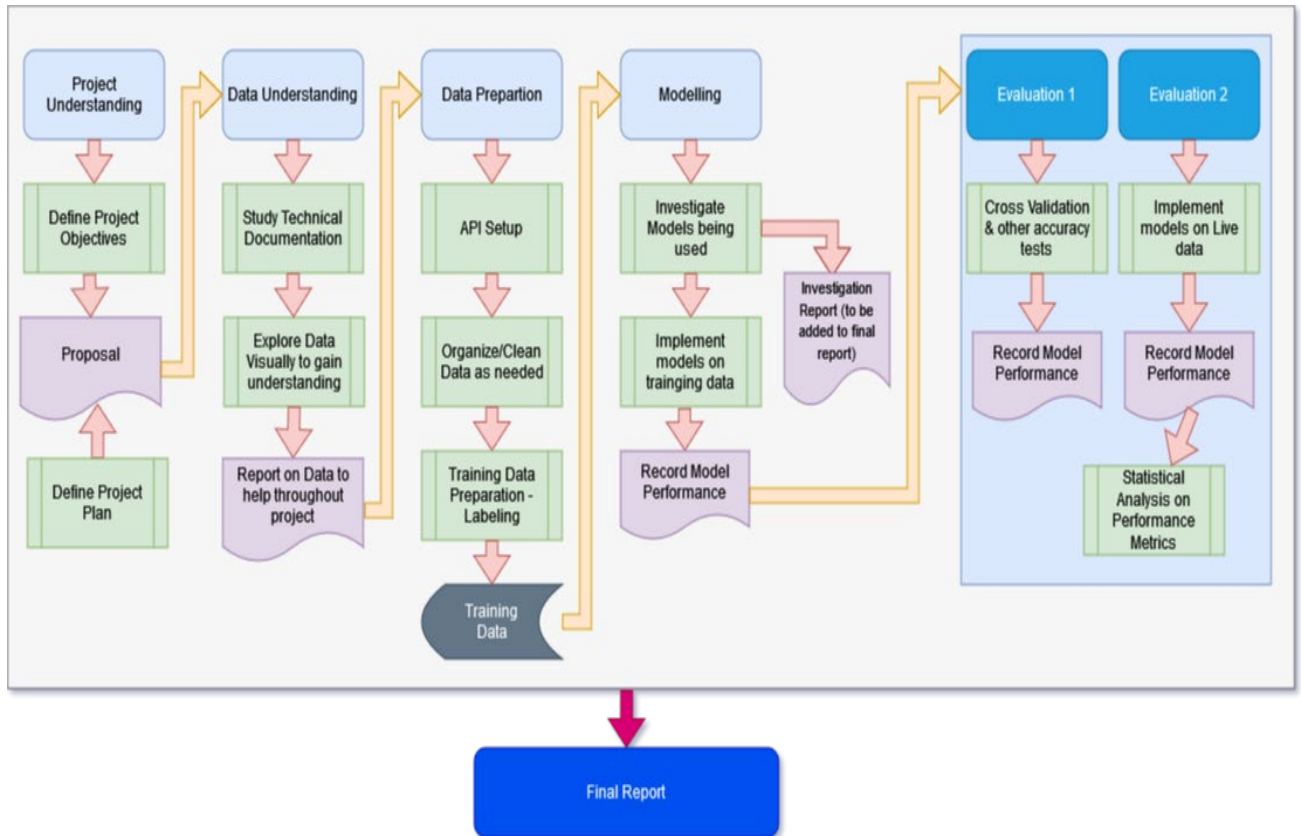 Project
Understanding
Define Project
Objectives
Proposal
Define Project
Plan
Data Understanding
Study Technical
Documentation
Explore Data
Visually to gain
understanding
Report on Data to
help throughout
project
Data Prepartion
API Setup
Organize/Clean
Data as needed
Training Data
Preparation -
Labeling
Training
Data
Modelling
Investigate
Models being
used
Investigation
Report (to be
added to final
report)
Implement
models on
trainging data
Record Model
Performance
Evaluation 1
Cross Validation
& other accuracy
tests
Record Model
Performance
Evaluation 2
Implement
models on Live
data
Record Model
Performance
Statistical
Analysis on
Performance
Metrics
Final Report